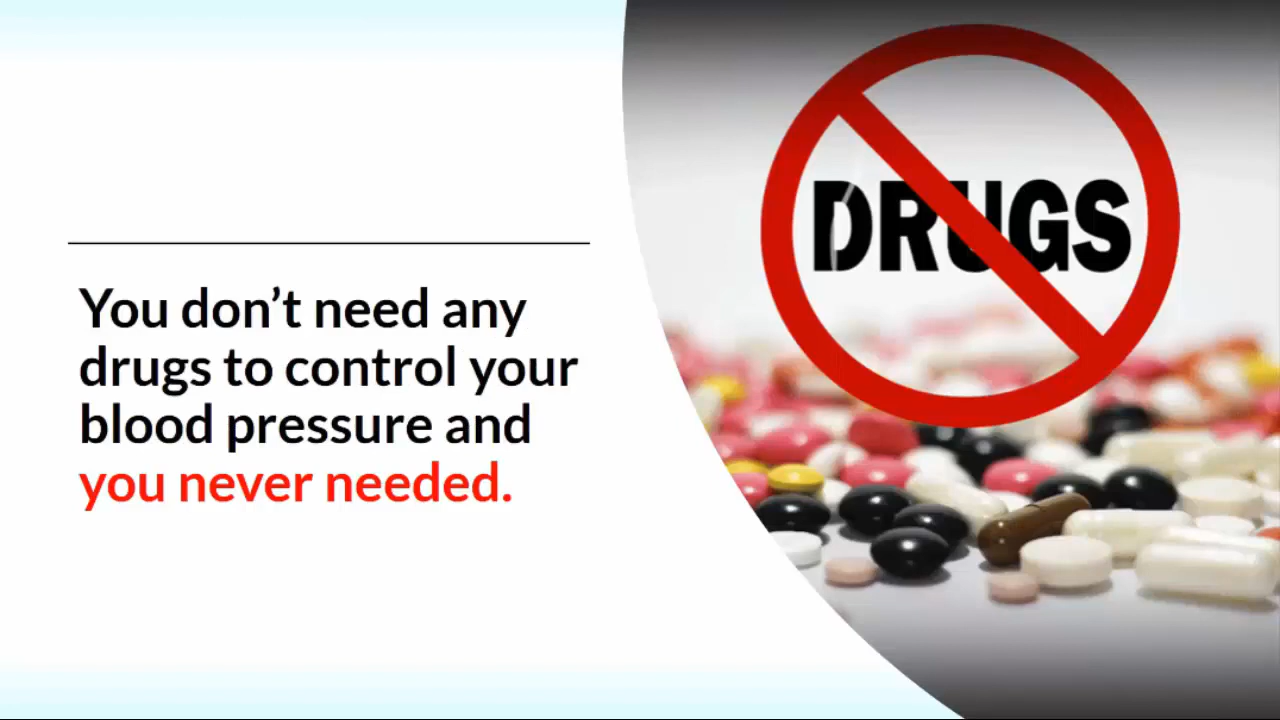 You don’t need any
drugs to control your
blood pressure and
you never needed.
DRUGS